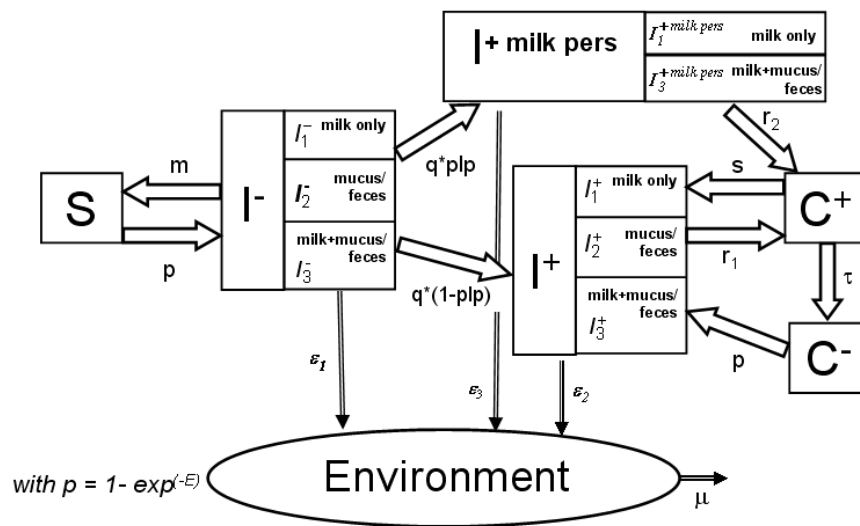 I+ milk pers
I₁⁺ᵐⁱˡᵏ ᵖᵉʳˢ milk only
I₃⁺ᵐⁱˡᵏ ᵖᵉʳˢ milk+mucus/
feces
I⁻
I₁⁻ milk only
I₂⁻ mucus/
feces
milk+mucus/
feces
I₃⁻
q*plp
r₂
S
m
p
I⁺
I₁⁺ milk only
I₂⁺ mucus/
feces
milk+mucus/
feces
I₃⁺
s
r₁
C⁺
τ
q*(1-plp)
p
C⁻
ε₁
ε₃
ε₂
Environment
μ
with p = 1- exp⁽⁻ᴱ⁾